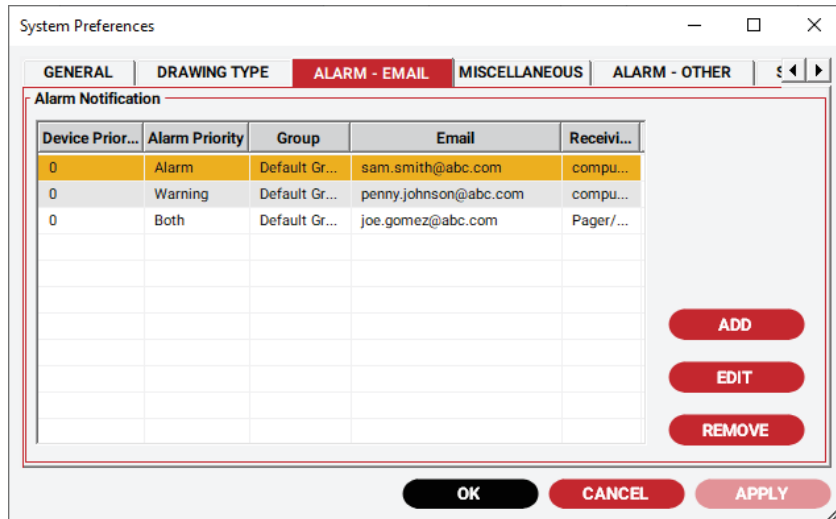 System Preferences
GENERAL DRAWING TYPE ALARM - EMAIL MISCELLANEOUS ALARM - OTHER
Alarm Notification
Device Prior... Alarm Priority Group Email Receivi...
0 Alarm Default Gr... sam.smith@abc.com compu...
0 Warning Default Gr... penny.johnson@abc.com compu...
0 Both Default Gr... joe.gomez@abc.com Pager/...
ADD
EDIT
REMOVE
OK CANCEL APPLY